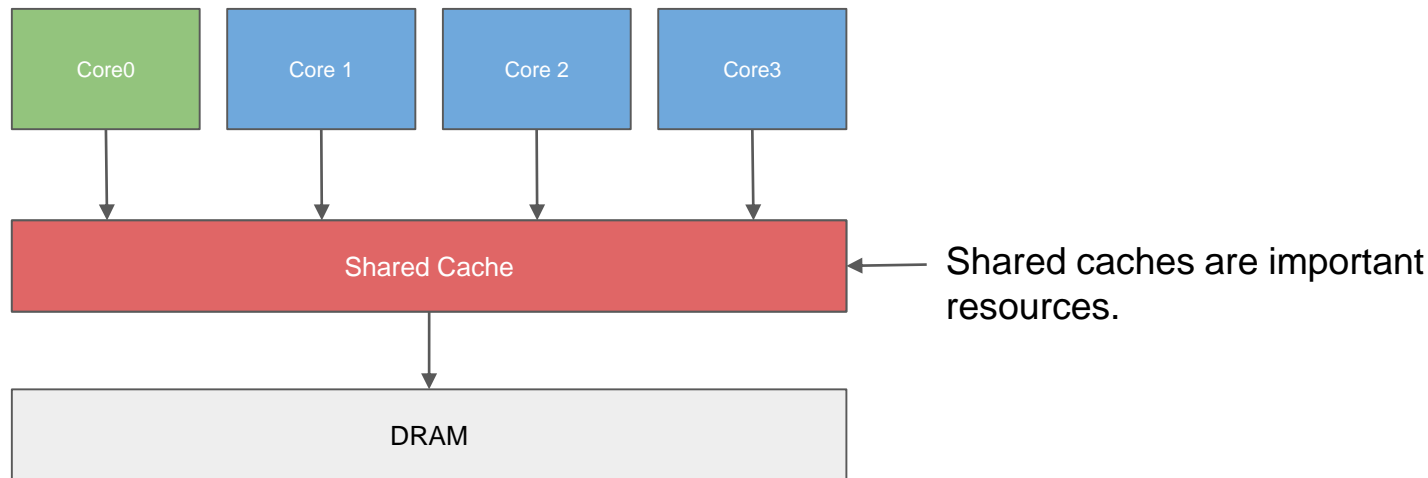 Core0
Core 1
Core 2
Core3
Shared Cache
Shared caches are important
resources.
DRAM